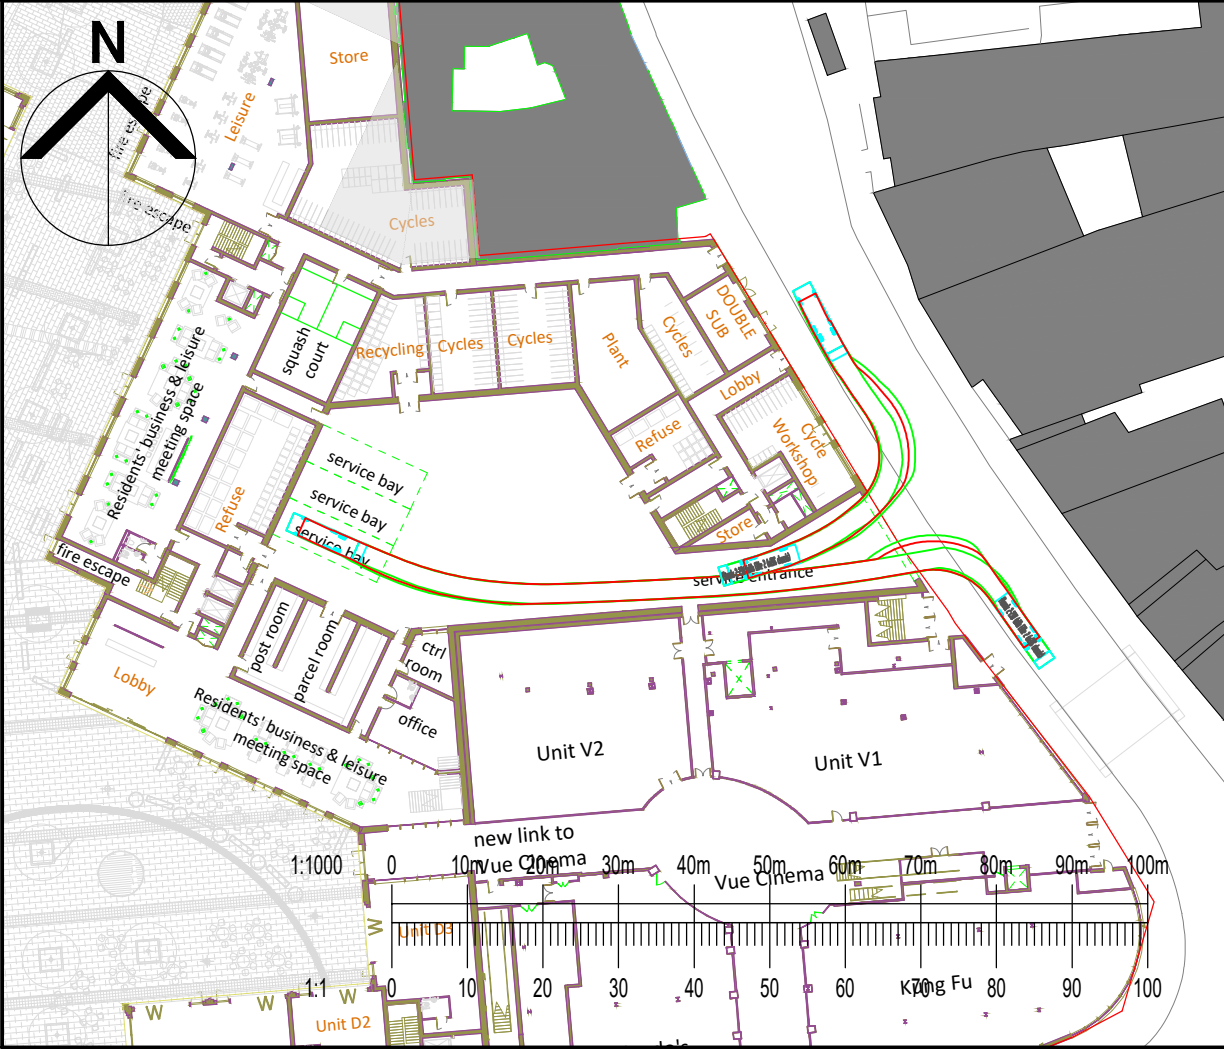 N
Store
Leisure
fire escape
fire escape
Cycles
DOUBLE
SUB
squash
court
Recycling
Cycles
Cycles
Plant
Cycles
Lobby
Residents' business & leisure
meeting space
Refuse
Cycle
Workshop
service bay
service bay
service bay
Refuse
Store
fire escape
service entrance
post room
parcel room
ctrl
room
Lobby
Residents' business & leisure
meeting space
office
Unit V2
Unit V1
new link to
Vue Cinema
1:1000 0 10m 20m 30m 40m 50m 60m 70m 80m 90m 100m
Vue Cinema
W
Unit D3
1:1 0 10 20 30 40 50 60 70 80 90 100
Kung Fu
W W W
Unit D2